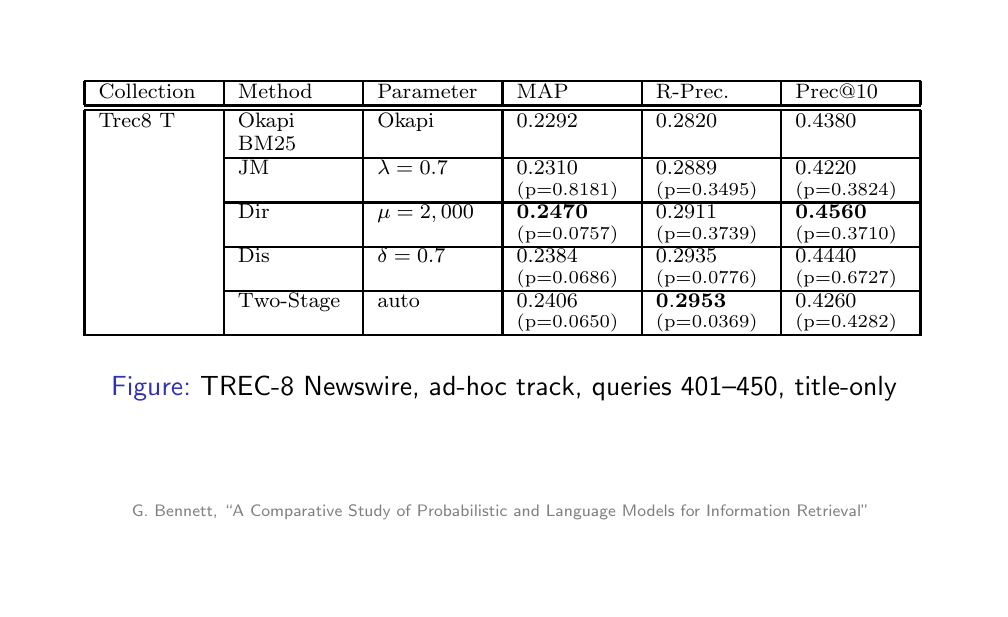 Collection Method Parameter MAP R-Prec. Prec@10
Trec8 T Okapi Okapi 0.2292 0.2820 0.4380
BM25
JM λ = 0.7 0.2310 0.2889 0.4220
(p=0.8181) (p=0.3495) (p=0.3824)
Dir μ = 2,000 0.2470 0.2911 0.4560
(p=0.0757) (p=0.3739) (p=0.3710)
Dis δ = 0.7 0.2384 0.2935 0.4440
(p=0.0686) (p=0.0776) (p=0.6727)
Two-Stage auto 0.2406 0.2953 0.4260
(p=0.0650) (p=0.0369) (p=0.4282)
Figure: TREC-8 Newswire, ad-hoc track, queries 401–450, title-only
G. Bennett, “A Comparative Study of Probabilistic and Language Models for Information Retrieval”